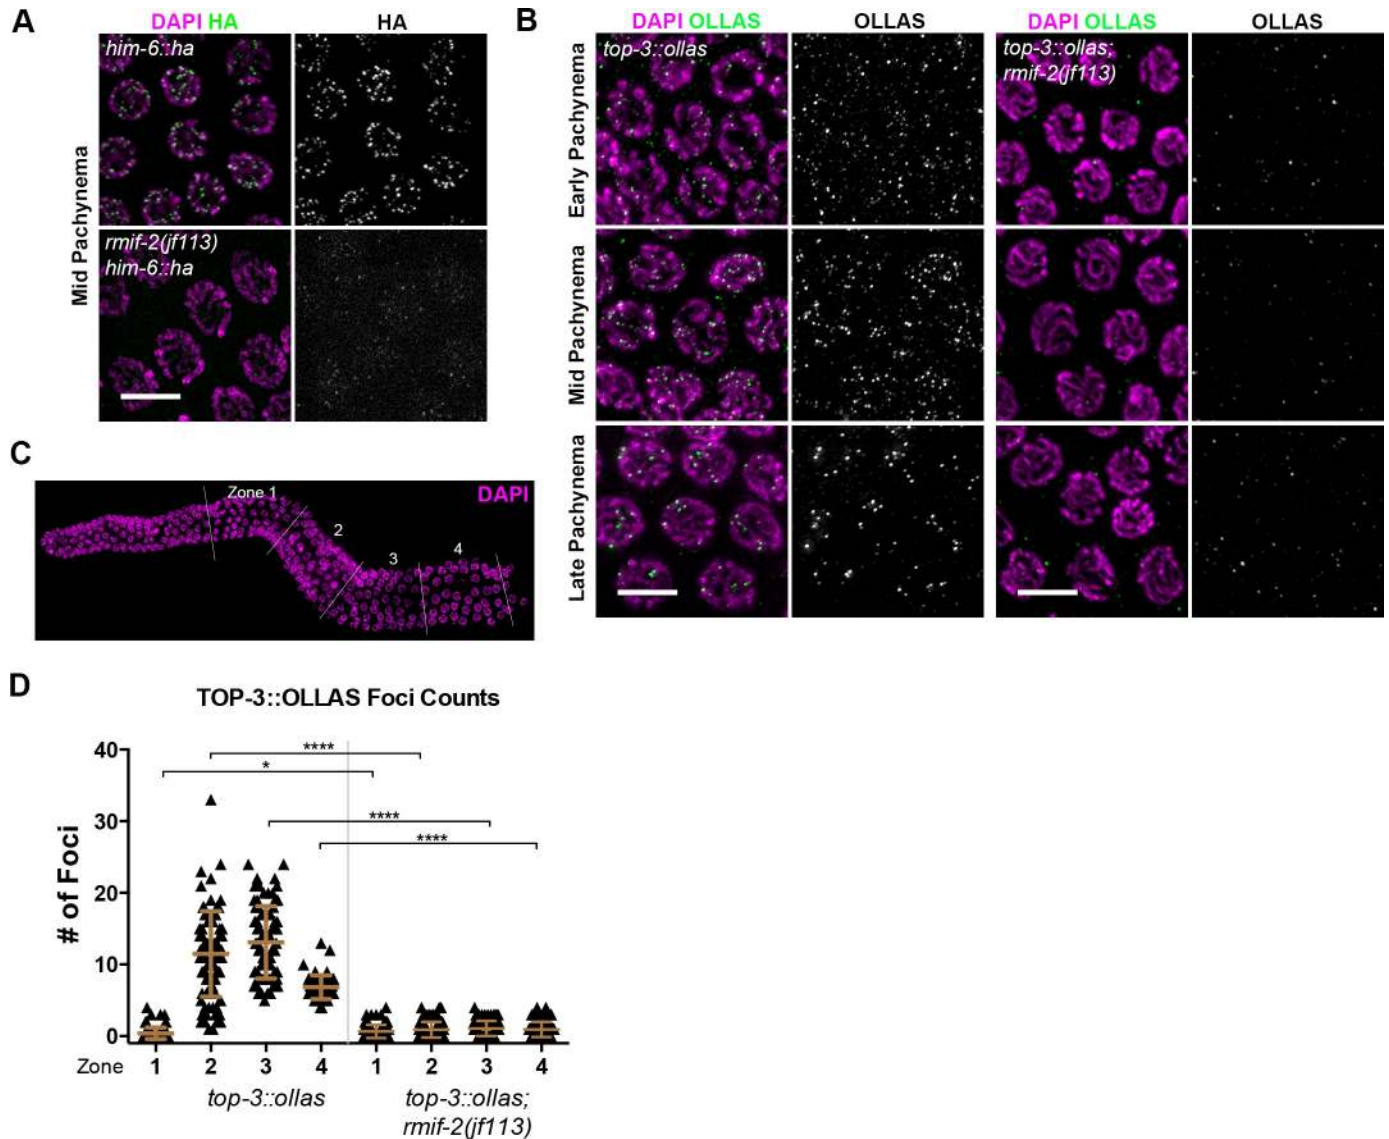 A
DAPI HA
HA
him-6::ha
rmif-2(jf113)
him-6::ha
Mid Pachynema
B
DAPI OLLAS
OLLAS
DAPI OLLAS
OLLAS
top-3::ollas
top-3::ollas;
rmif-2(jf113)
Early Pachynema
Mid Pachynema
Late Pachynema
C
Zone 1
2
3
4
DAPI
D
TOP-3::OLLAS Foci Counts
# of Foci
40
30
20
10
0
****
*
****
****
Zone 1 2 3 4 1 2 3 4
top-3::ollas
top-3::ollas;
rmif-2(jf113)